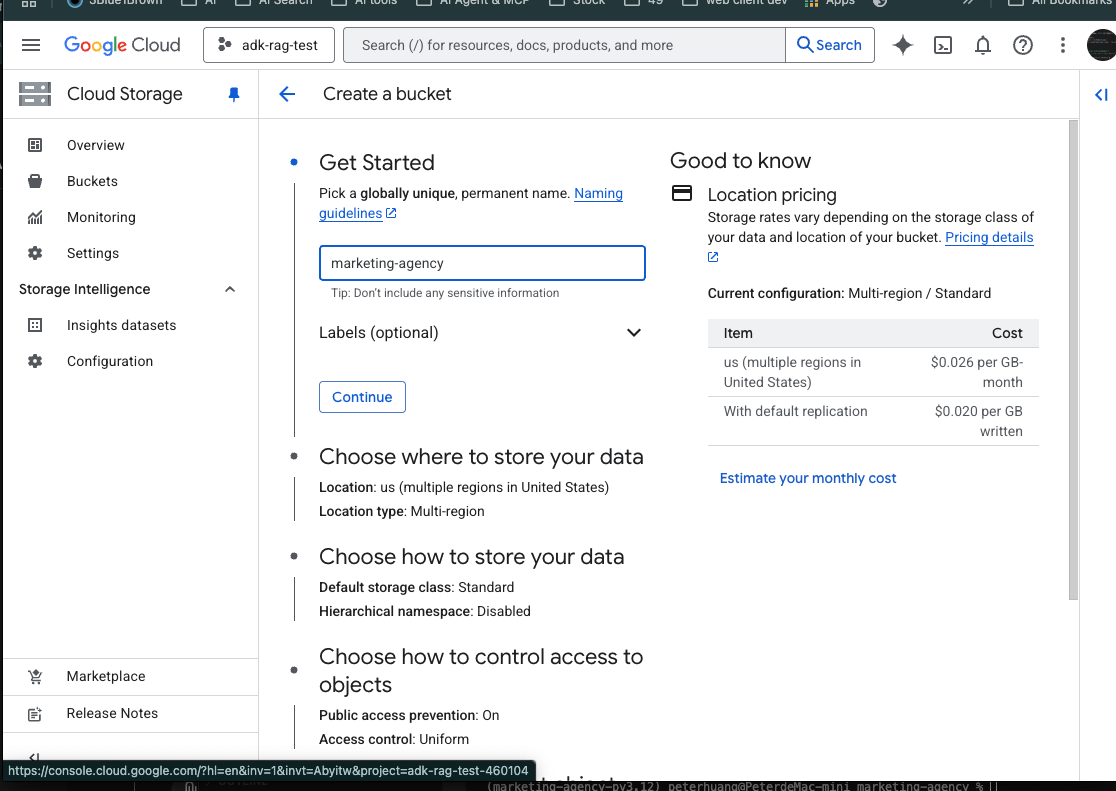 3Blue1Brown AI AI Search AI tools AI Agent & MCP Stock 49 web client dev Apps » All Bookmarks
Google Cloud adk-rag-test Search (/) for resources, docs, products, and more Search
Cloud Storage
Overview
Buckets
Monitoring
Settings
Storage Intelligence
Insights datasets
Configuration
Marketplace
Release Notes
Create a bucket
Get Started
Pick a globally unique, permanent name. Naming
guidelines
marketing-agency
Tip: Don't include any sensitive information
Labels (optional)
Continue
Choose where to store your data
Location: us (multiple regions in United States)
Location type: Multi-region
Choose how to store your data
Default storage class: Standard
Hierarchical namespace: Disabled
Choose how to control access to
objects
Public access prevention: On
Access control: Uniform
Good to know
Location pricing
Storage rates vary depending on the storage class of
your data and location of your bucket. Pricing details
Current configuration: Multi-region / Standard
Item Cost
us (multiple regions in
United States)
$0.026 per GB-
month
With default replication
$0.020 per GB
written
Estimate your monthly cost
https://console.cloud.google.com/?hl=en&inv=1&invt=Abyitw&project=adk-rag-test-460104
(marketing-agency-py3.12) peterhuang@PeterdeMac-mini marketing-agency %